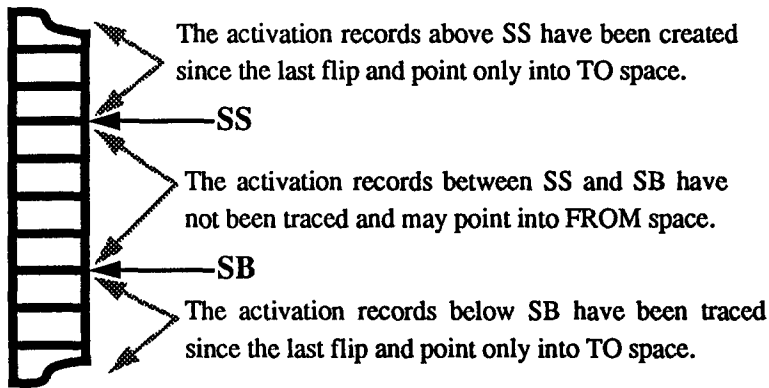 The activation records above SS have been created
since the last flip and point only into TO space.
SS
The activation records between SS and SB have
not been traced and may point into FROM space.
SB
The activation records below SB have been traced
since the last flip and point only into TO space.